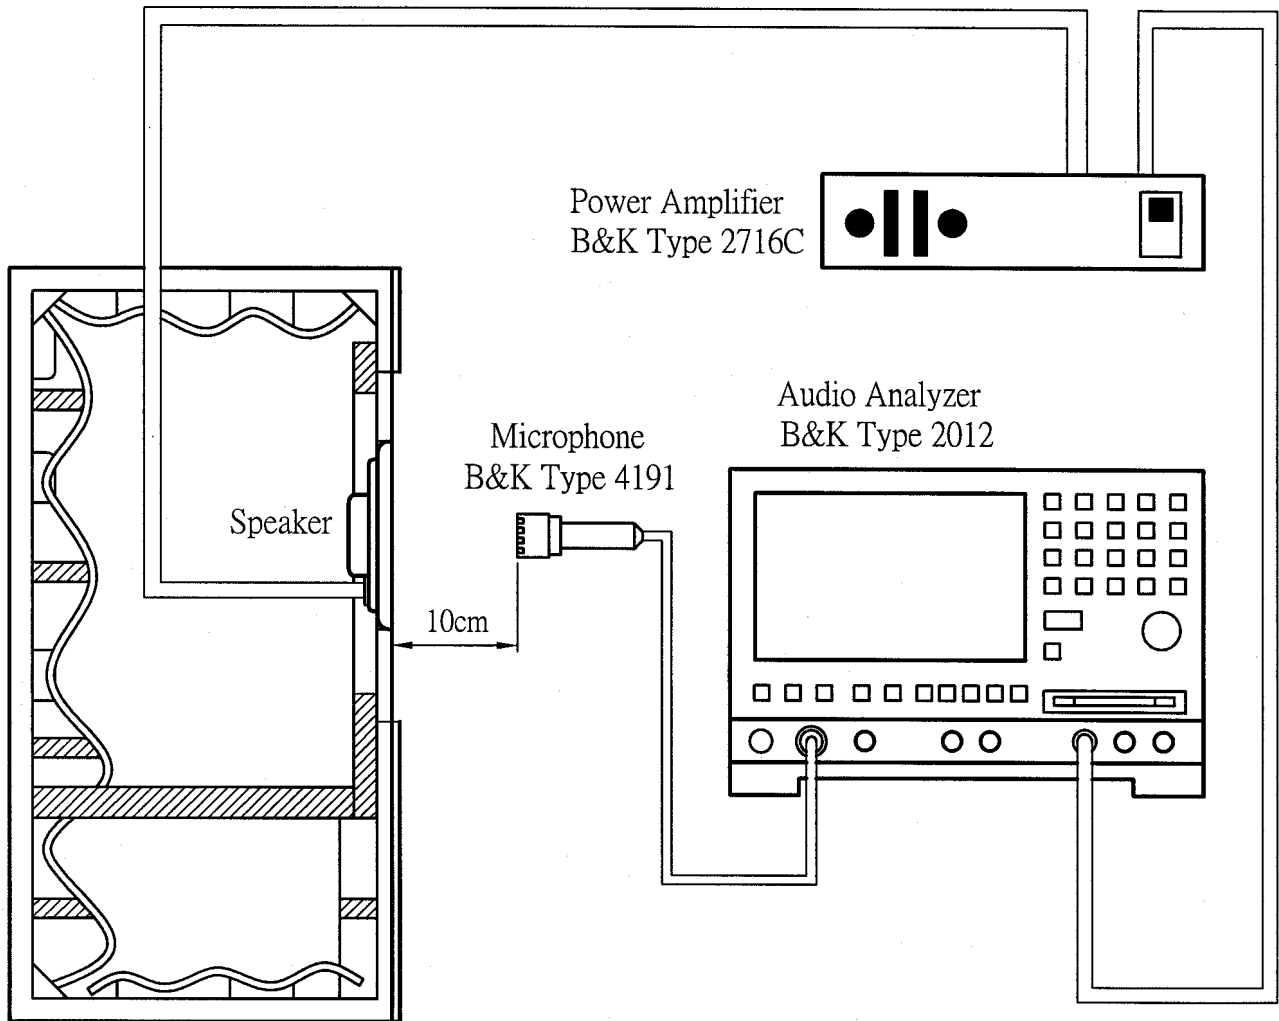 Power Amplifier
B&K Type 2716C
Audio Analyzer
B&K Type 2012
Microphone
B&K Type 4191
Speaker
10cm